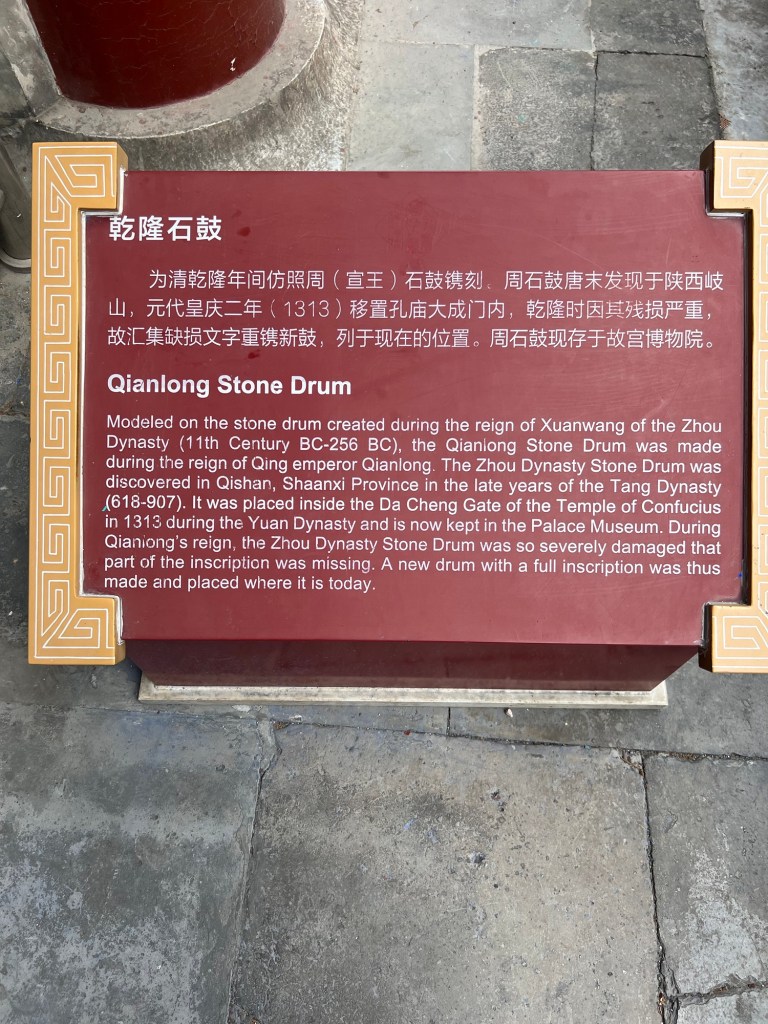 乾隆石鼓
为清乾隆年间仿照周（宣王）石鼓镌刻。周石鼓唐末发现于陕西岐
山，元代皇庆二年（1313）移置孔庙大成门内，乾隆时因其残损严重，
故汇集缺损文字重镌新鼓，列于现在的位置。周石鼓现存于故宫博物院。
Qianlong Stone Drum
Modeled on the stone drum created during the reign of Xuanwang of the Zhou
Dynasty (11th Century BC-256 BC), the Qianlong Stone Drum was made
during the reign of Qing emperor Qianlong. The Zhou Dynasty Stone Drum was
discovered in Qishan, Shaanxi Province in the late years of the Tang Dynasty
(618-907). It was placed inside the Da Cheng Gate of the Temple of Confucius
in 1313 during the Yuan Dynasty and is now kept in the Palace Museum. During
Qianlong's reign, the Zhou Dynasty Stone Drum was so severely damaged that
part of the inscription was missing. A new drum with a full inscription was thus
made and placed where it is today.